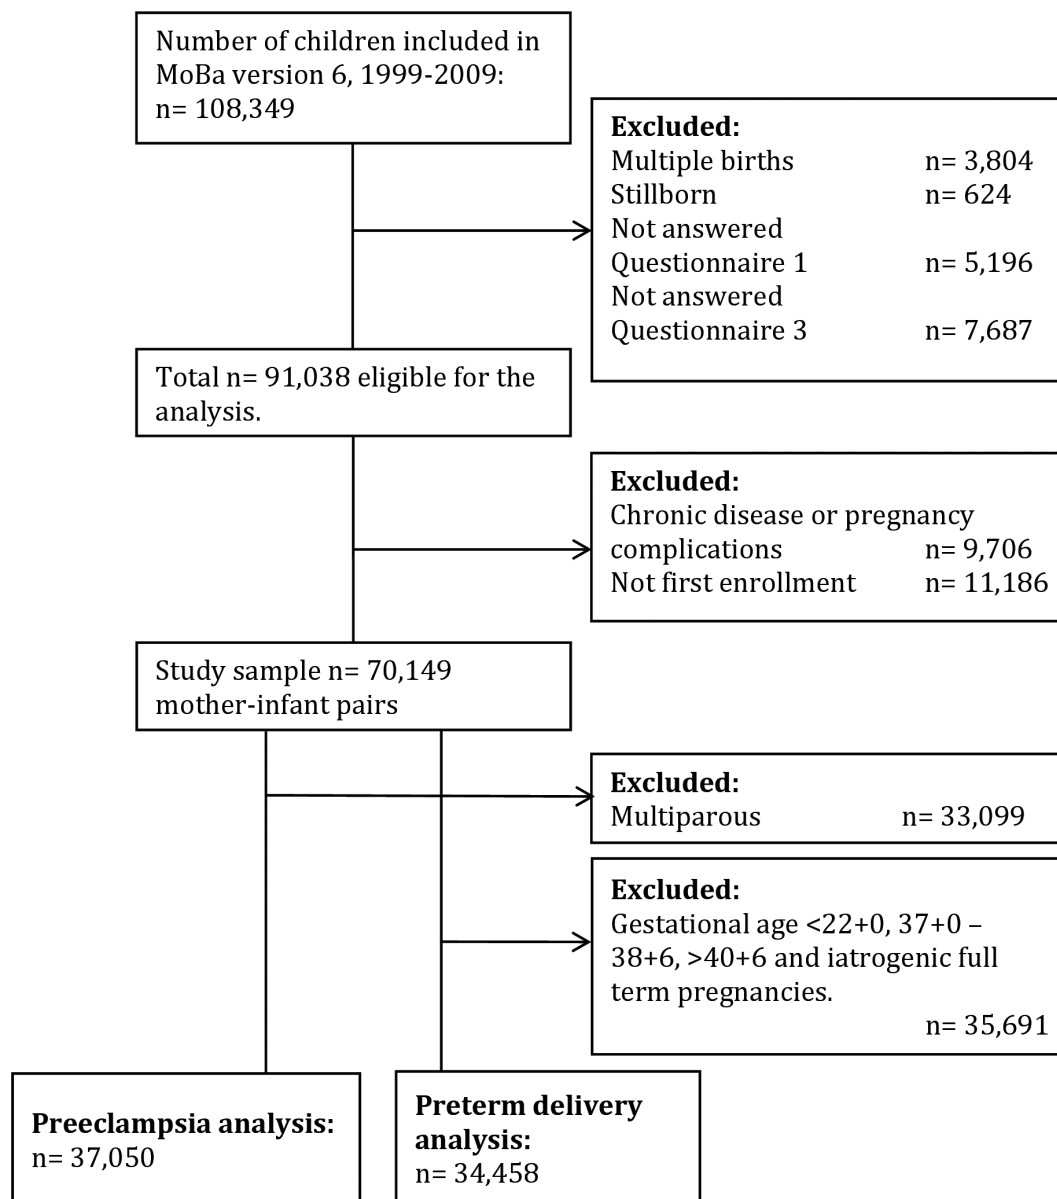 Number of children included in
MoBa version 6, 1999-2009:
n= 108,349
Excluded:
Multiple births n= 3,804
Stillborn n= 624
Not answered
Questionnaire 1 n= 5,196
Not answered
Questionnaire 3 n= 7,687
Total n= 91,038 eligible for the
analysis.
Excluded:
Chronic disease or pregnancy
complications n= 9,706
Not first enrollment n= 11,186
Study sample n= 70,149
mother-infant pairs
Excluded:
Multiparous n= 33,099
Excluded:
Gestational age <22+0, 37+0 –
38+6, >40+6 and iatrogenic full
term pregnancies.
n= 35,691
Preeclampsia analysis:
n= 37,050
Preterm delivery
analysis:
n= 34,458